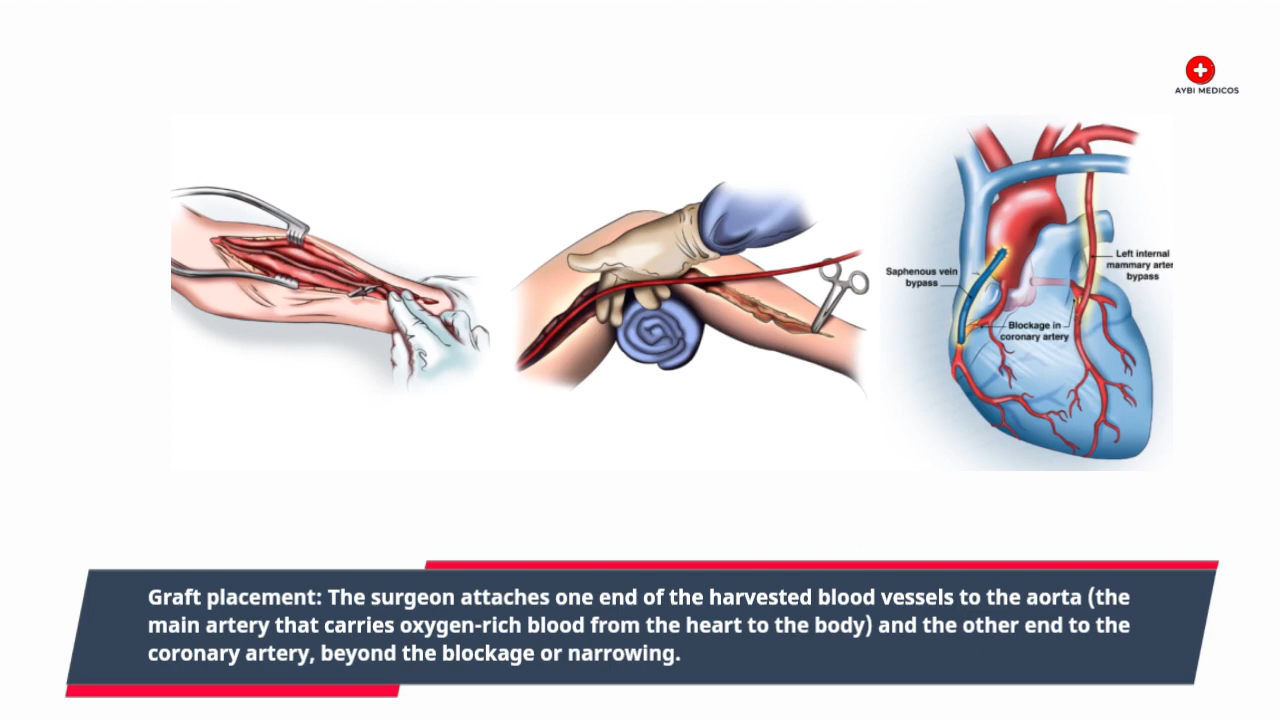 AYBI MEDICOS
Saphenous vein
bypass
Left internal
mammary arter
bypass
Blockage in
coronary artery
Graft placement: The surgeon attaches one end of the harvested blood vessels to the aorta (the
main artery that carries oxygen-rich blood from the heart to the body) and the other end to the
coronary artery, beyond the blockage or narrowing.